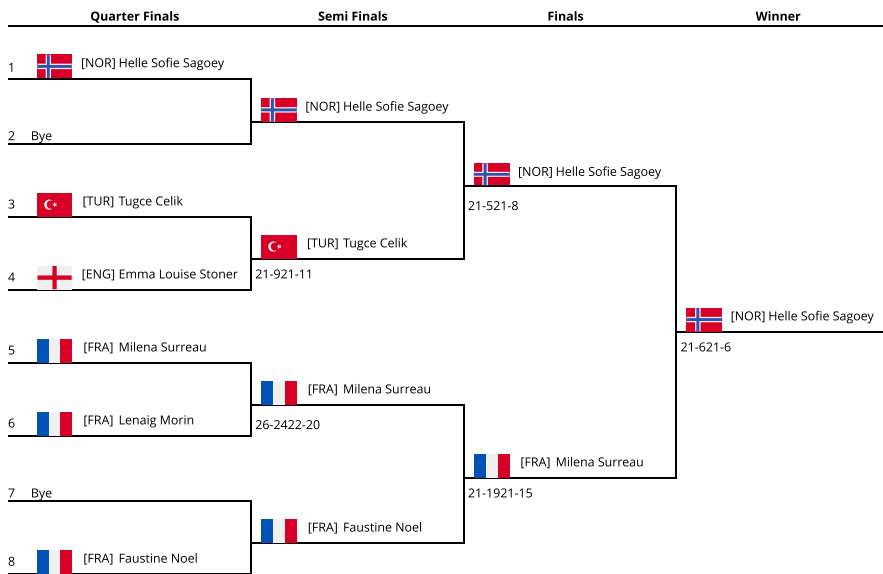 Quarter Finals Semi Finals Finals Winner
1 [NOR] Helle Sofie Sagoey
2 Bye
[NOR] Helle Sofie Sagoey
3 [TUR] Tugce Celik
4 [ENG] Emma Louise Stoner
[TUR] Tugce Celik
21-921-11
[NOR] Helle Sofie Sagoey
21-521-8
5 [FRA] Milena Surreau
6 [FRA] Lenaig Morin
[FRA] Milena Surreau
26-2422-20
7 Bye
8 [FRA] Faustine Noel
[FRA] Faustine Noel
[FRA] Milena Surreau
21-1921-15
[NOR] Helle Sofie Sagoey
21-621-6